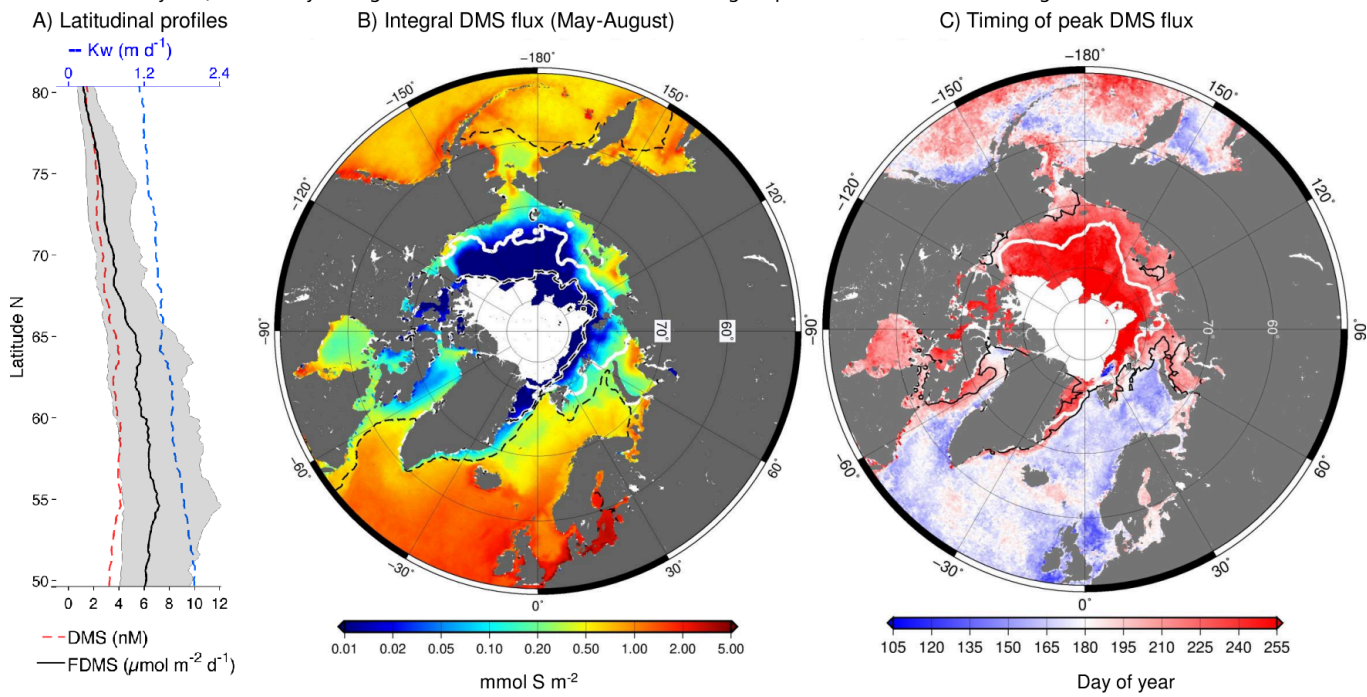 A) Latitudinal profiles
B) Integral DMS flux (May-August)
C) Timing of peak DMS flux
-- Kw (m d-1)
0 1.2 2.4
Latitude N
80
75
70
65
60
55
50
0 2 4 6 8 10 12
DMS (nM)
FDMS (µmol m-2 d-1)
−180°
150°
120°
90
60°
30°
0°
−30°
−60°
−90°
−120°
−150°
70°
60°
0.01 0.02 0.05 0.10 0.20 0.50 1.00 2.00 5.00
mmol S m-2
−180°
150°
120°
90
60°
30°
0°
−30°
−60°
−90°
−120°
−150°
70
60°
105 120 135 150 165 180 195 210 225 240 255
Day of year